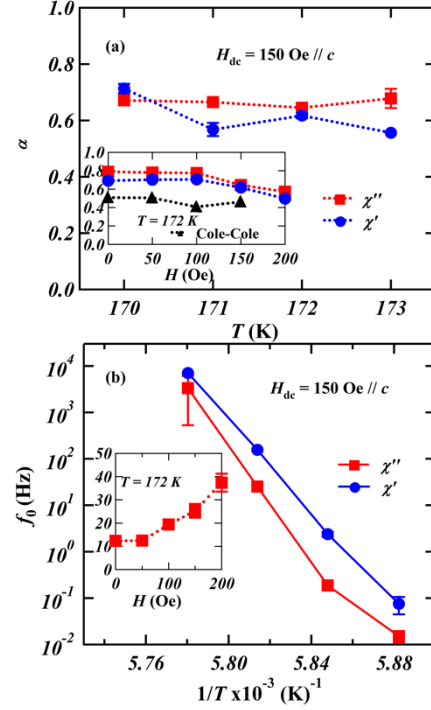 (a)
H_dc = 150 Oe // c
α
1.0
0.8
0.6
0.4
0.2
0.0
1.0
0.8
0.6
0.4
0.2
0.0
T = 172 K
Cole-Cole
0 50 100 150 200
H (Oe)
χ''
χ'
170 171 172 173
T (K)
(b)
H_dc = 150 Oe // c
f_0 (Hz)
10^4
10^3
10^2
10^1
10^0
10^-1
10^-2
50
40
30
20
10
0
T = 172 K
0 100 200
H (Oe)
χ''
χ'
5.76 5.80 5.84 5.88
1/T x10^-3 (K)^-1